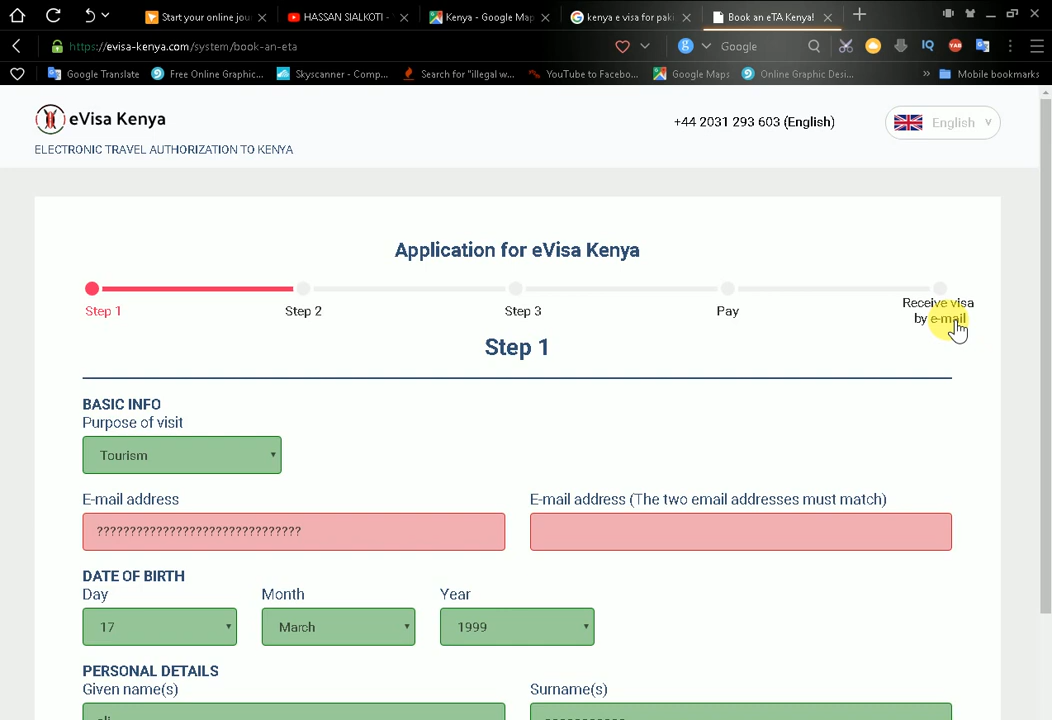 Start your online jou
HASSAN SIALKOTI -
Kenya - Google Map
kenya e visa for paki
Book an eTA Kenya!
https://evisa-kenya.com/system/book-an-eta
Google
IQ
Google Translate
Free Online Graphic...
Skyscanner - Comp...
Search for "illegal w...
YouTube to Facebo...
Google Maps
Online Graphic Desi...
» Mobile bookmarks
eVisa Kenya
ELECTRONIC TRAVEL AUTHORIZATION TO KENYA
+44 2031 293 603 (English)
English
Application for eVisa Kenya
Step 1
Step 2
Step 3
Pay
Receive visa
by e-mail
Step 1
BASIC INFO
Purpose of visit
Tourism
E-mail address
E-mail address (The two email addresses must match)
???????????????????????????????
DATE OF BIRTH
Day
Month
Year
17
March
1999
PERSONAL DETAILS
Given name(s)
Surname(s)